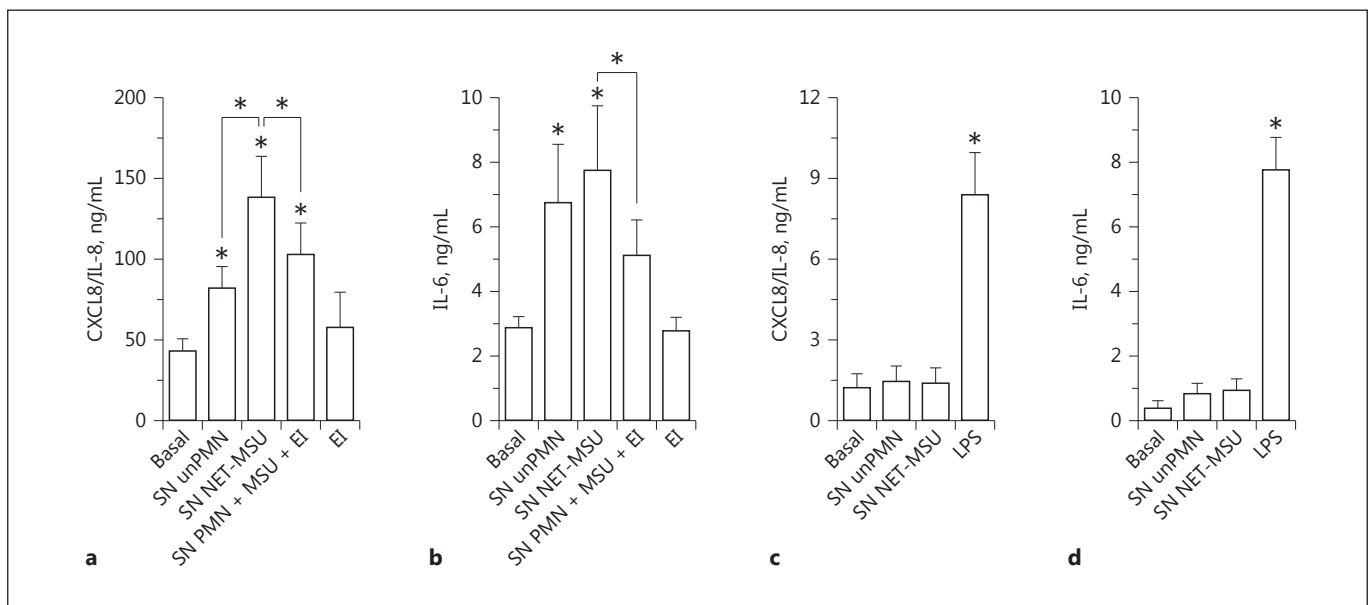 CXCL8/IL-8, ng/mL
200
150
100
50
0
*
*
*
*
*
Basal
SN unPMN
SN NET-MSU
SN PMN + MSU + EI
EI
a
IL-6, ng/mL
10
8
6
4
2
0
*
*
*
Basal
SN unPMN
SN NET-MSU
SN PMN + MSU + EI
EI
b
CXCL8/IL-8, ng/mL
12
9
6
3
0
*
Basal
SN unPMN
SN NET-MSU
LPS
c
IL-6, ng/mL
10
8
6
4
2
0
*
Basal
SN unPMN
SN NET-MSU
LPS
d